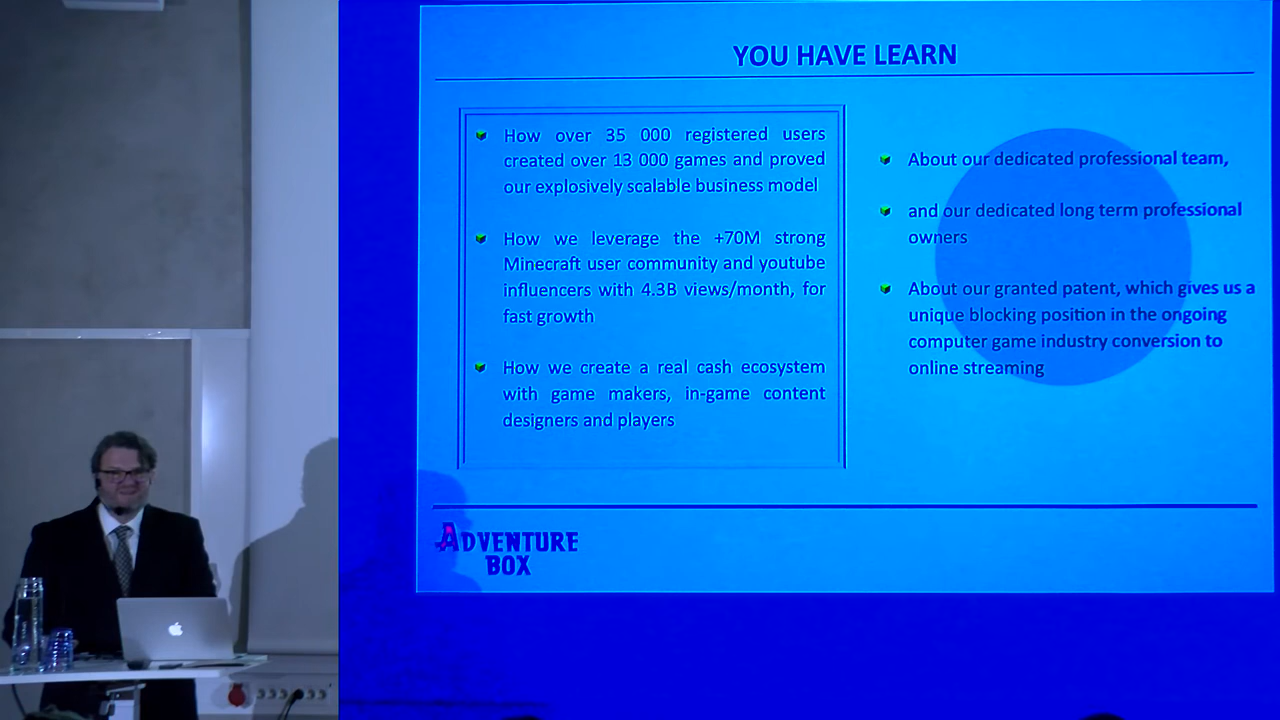 YOU HAVE LEARN
How over 35 000 registered users
created over 13 000 games and proved
our explosively scalable business model
How we leverage the +70M strong
Minecraft user community and youtube
influencers with 4.3B views/month, for
fast growth
How we create a real cash ecosystem
with game makers, in-game content
designers and players
About our dedicated professional team,
and our dedicated long term professional
owners
About our granted patent, which gives us a
unique blocking position in the ongoing
computer game industry conversion to
online streaming
ADVENTURE
BOX